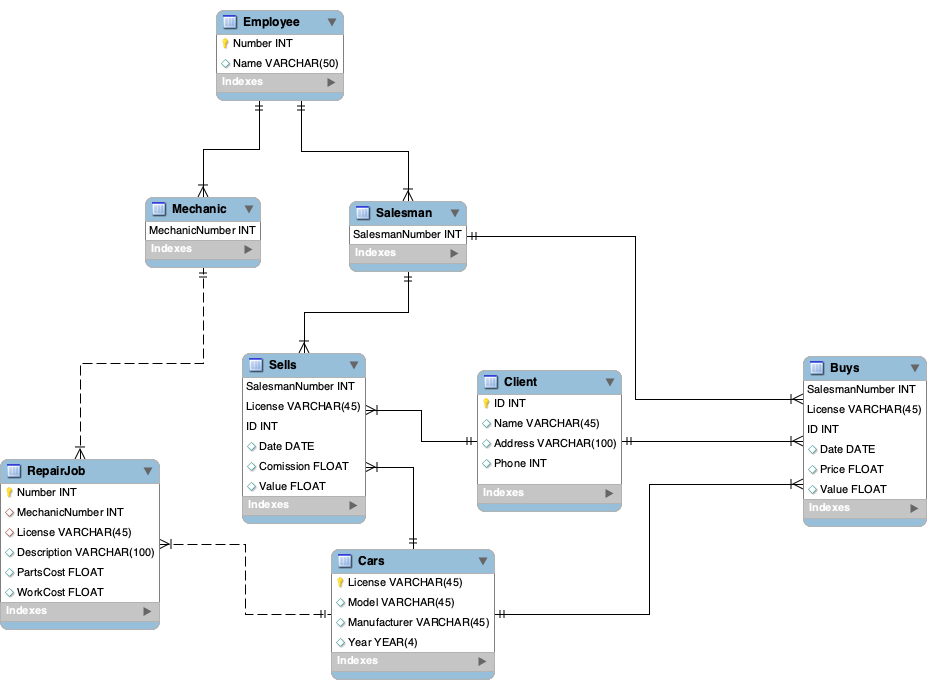 Employee
Number INT
Name VARCHAR(50)
Indexes
Mechanic
MechanicNumber INT
Indexes
Salesman
SalesmanNumber INT
Indexes
Sells
SalesmanNumber INT
License VARCHAR(45)
ID INT
Date DATE
Comission FLOAT
Value FLOAT
Indexes
Client
ID INT
Name VARCHAR(45)
Address VARCHAR(100)
Phone INT
Indexes
Buys
SalesmanNumber INT
License VARCHAR(45)
ID INT
Date DATE
Price FLOAT
Value FLOAT
Indexes
RepairJob
Number INT
MechanicNumber INT
License VARCHAR(45)
Description VARCHAR(100)
PartsCost FLOAT
WorkCost FLOAT
Indexes
Cars
License VARCHAR(45)
Model VARCHAR(45)
Manufacturer VARCHAR(45)
Year YEAR(4)
Indexes